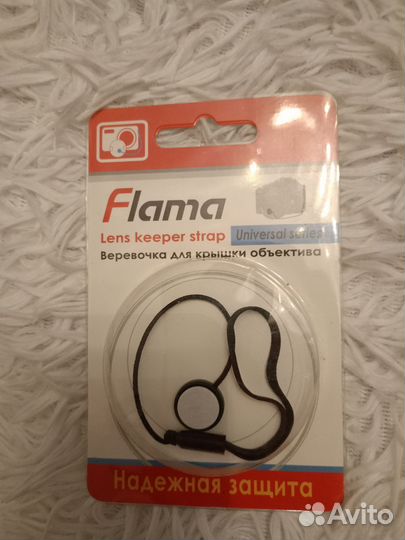 Flama
Lens keeper strap Universal series
Веревочка для крышки объектива
Надежная защита
Avito